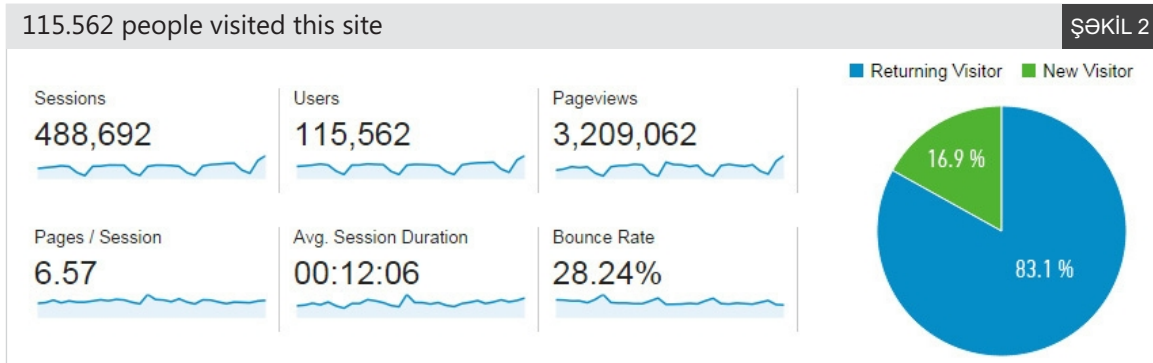 115.562 people visited this site
ŞƏKİL 2
Returning Visitor New Visitor
Sessions
488,692
Users
115,562
Pageviews
3,209,062
Pages / Session
6.57
Avg. Session Duration
00:12:06
Bounce Rate
28.24%
16.9 %
83.1 %